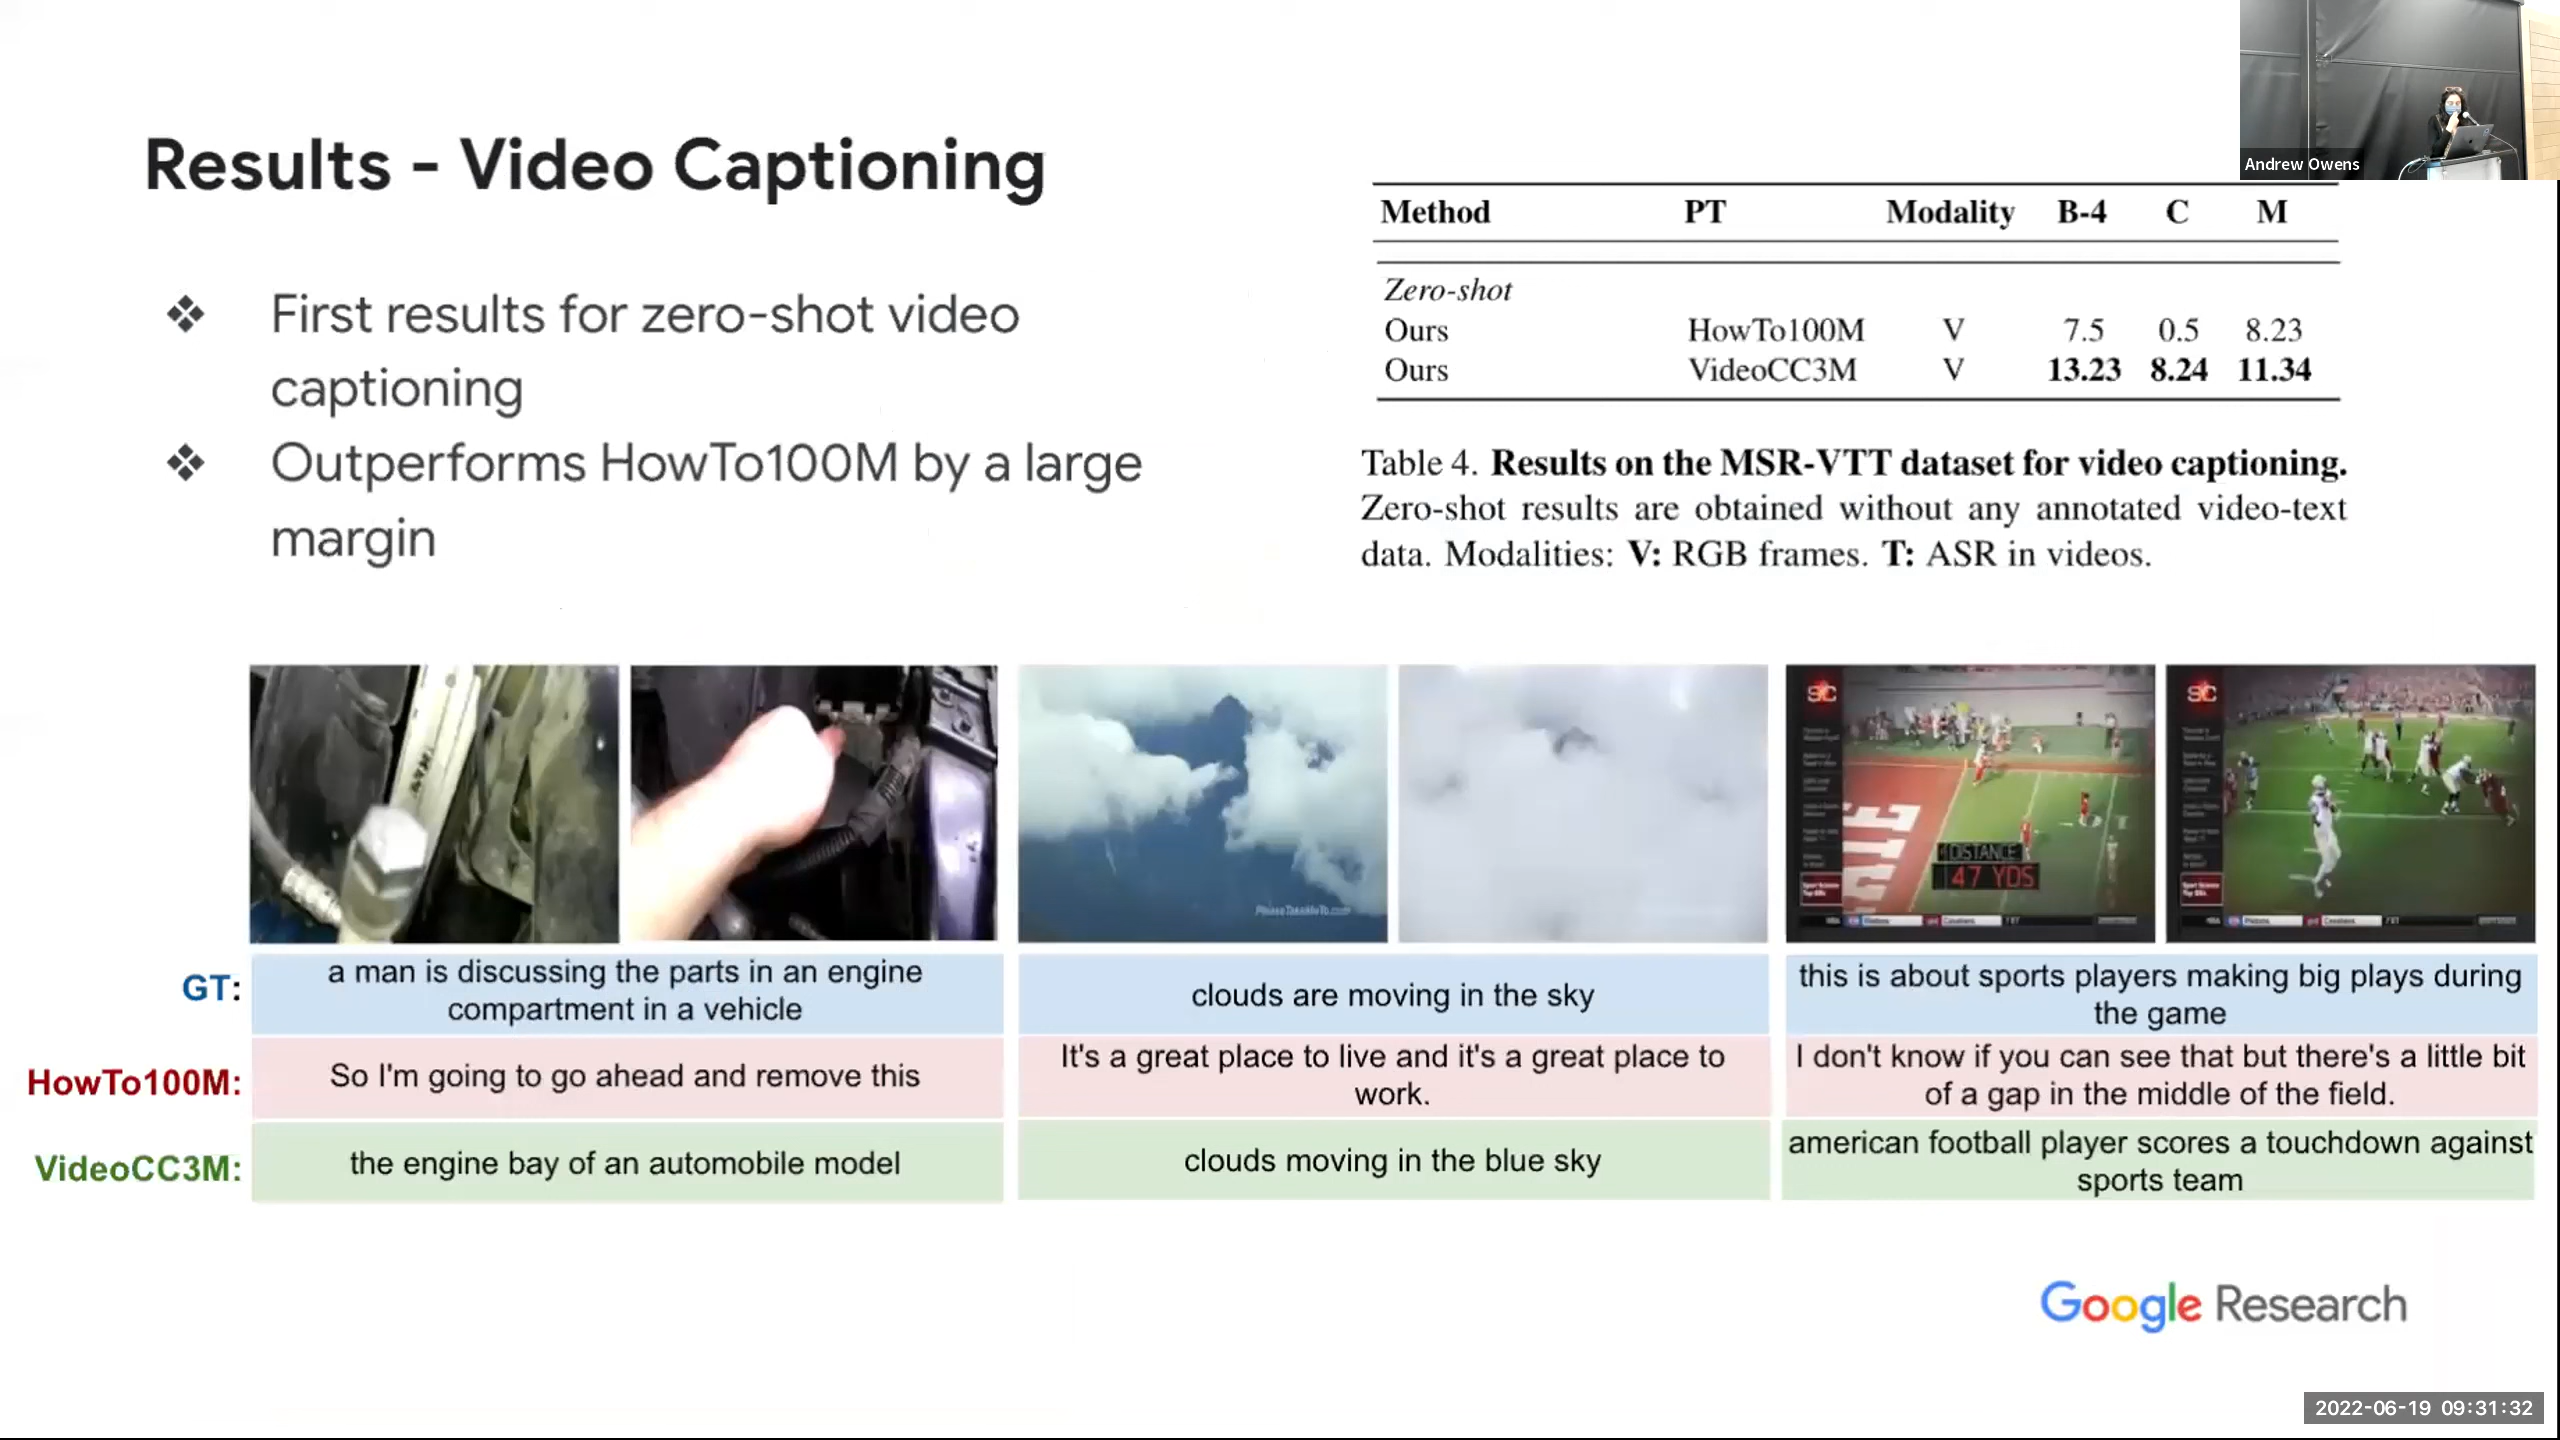 Andrew Owens
Results - Video Captioning
❖ First results for zero-shot video
captioning
❖ Outperforms HowTo100M by a large
margin
Method PT Modality B-4 C M
Zero-shot
Ours HowTo100M V 7.5 0.5 8.23
Ours VideoCC3M V 13.23 8.24 11.34
Table 4. Results on the MSR-VTT dataset for video captioning.
Zero-shot results are obtained without any annotated video-text
data. Modalities: V: RGB frames. T: ASR in videos.
PleaseTakeMeTo.com
SC
DISTANCE
47 YDS
SC
GT:
a man is discussing the parts in an engine
compartment in a vehicle
clouds are moving in the sky
this is about sports players making big plays during
the game
HowTo100M:
So I'm going to go ahead and remove this
It's a great place to live and it's a great place to
work.
I don't know if you can see that but there's a little bit
of a gap in the middle of the field.
VideoCC3M:
the engine bay of an automobile model
clouds moving in the blue sky
american football player scores a touchdown against
sports team
Google Research
2022-06-19 09:31:32